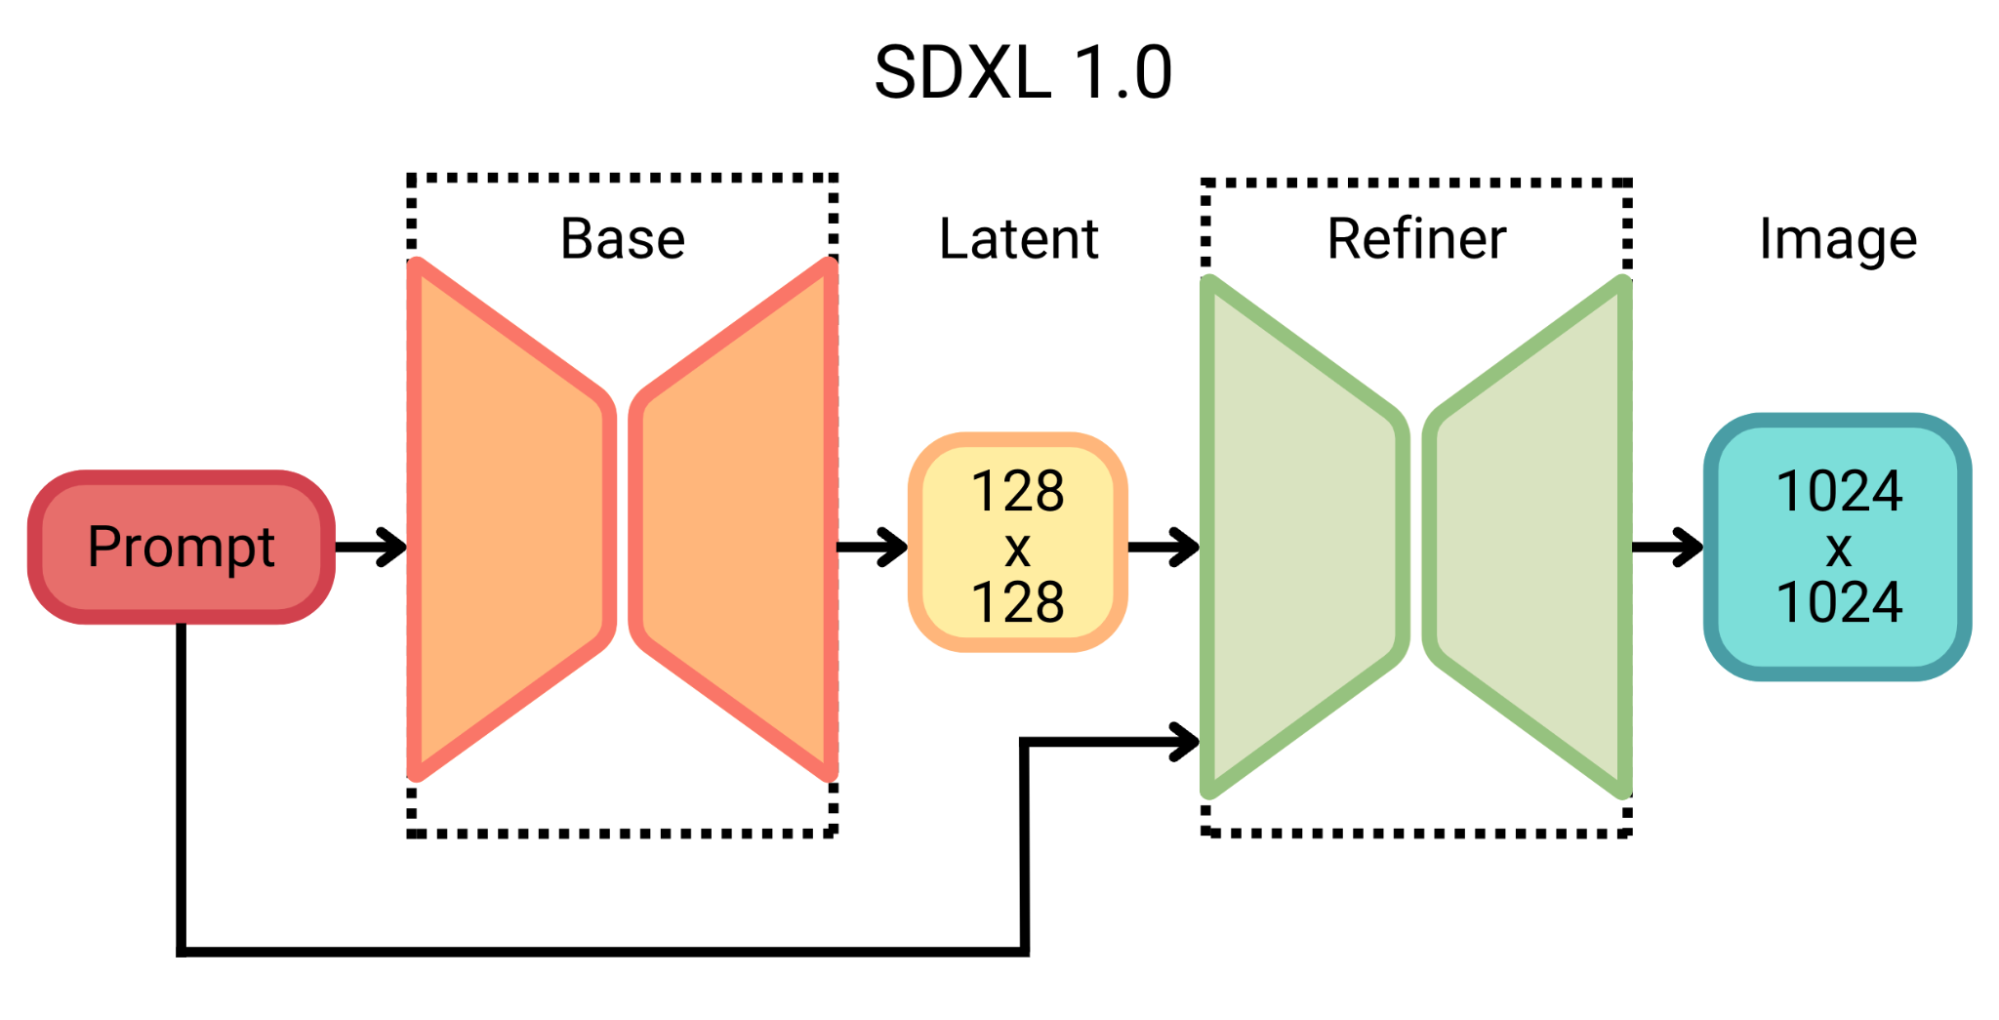 SDXL 1.0
Base
Latent
Refiner
Image
Prompt
128
x
128
1024
x
1024